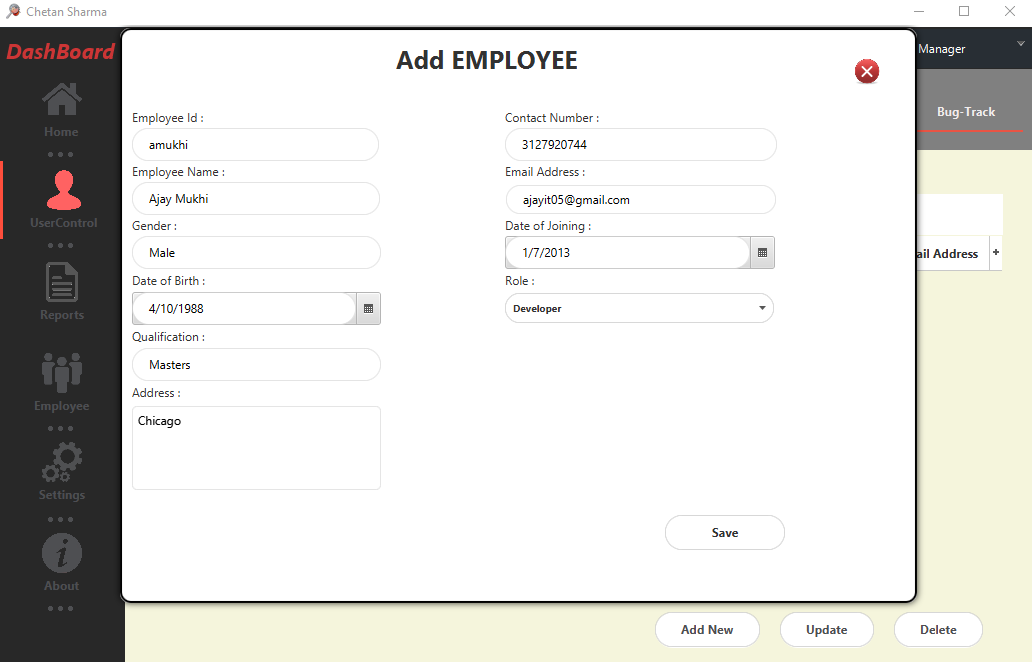 Chetan Sharma
DashBoard
Home
UserControl
Reports
Employee
Settings
About
Add EMPLOYEE
Employee Id :
amukhi
Employee Name :
Ajay Mukhi
Gender :
Male
Date of Birth :
4/10/1988
Qualification :
Masters
Address :
Chicago
Contact Number :
3127920744
Email Address :
ajayit05@gmail.com
Date of Joining :
1/7/2013
Role :
Developer
Save
Manager
Bug-Track
ail Address +
Add New Update Delete